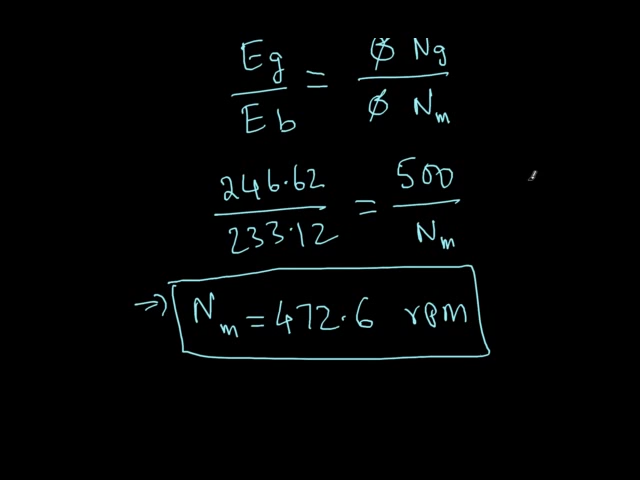 Eg / Eb = ϕ Ng / ϕ Nm
246.62 / 233.12 = 500 / Nm
⇒ Nm = 472.6 rpm